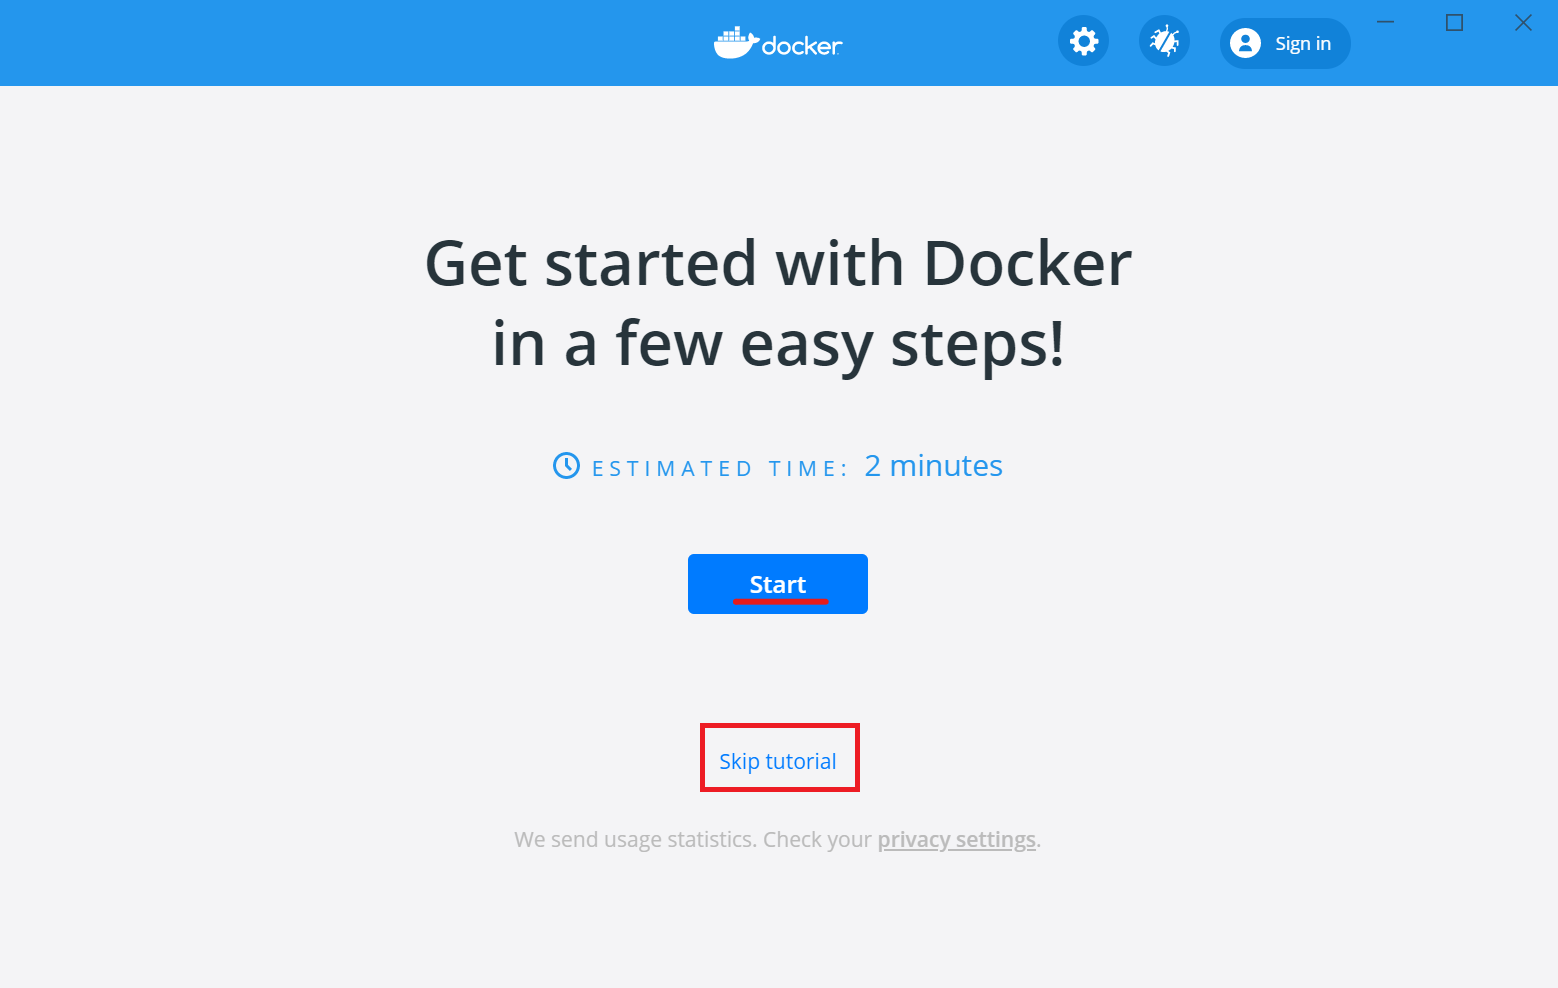 docker
Sign in
Get started with Docker
in a few easy steps!
ESTIMATED TIME: 2 minutes
Start
Skip tutorial
We send usage statistics. Check your privacy settings.